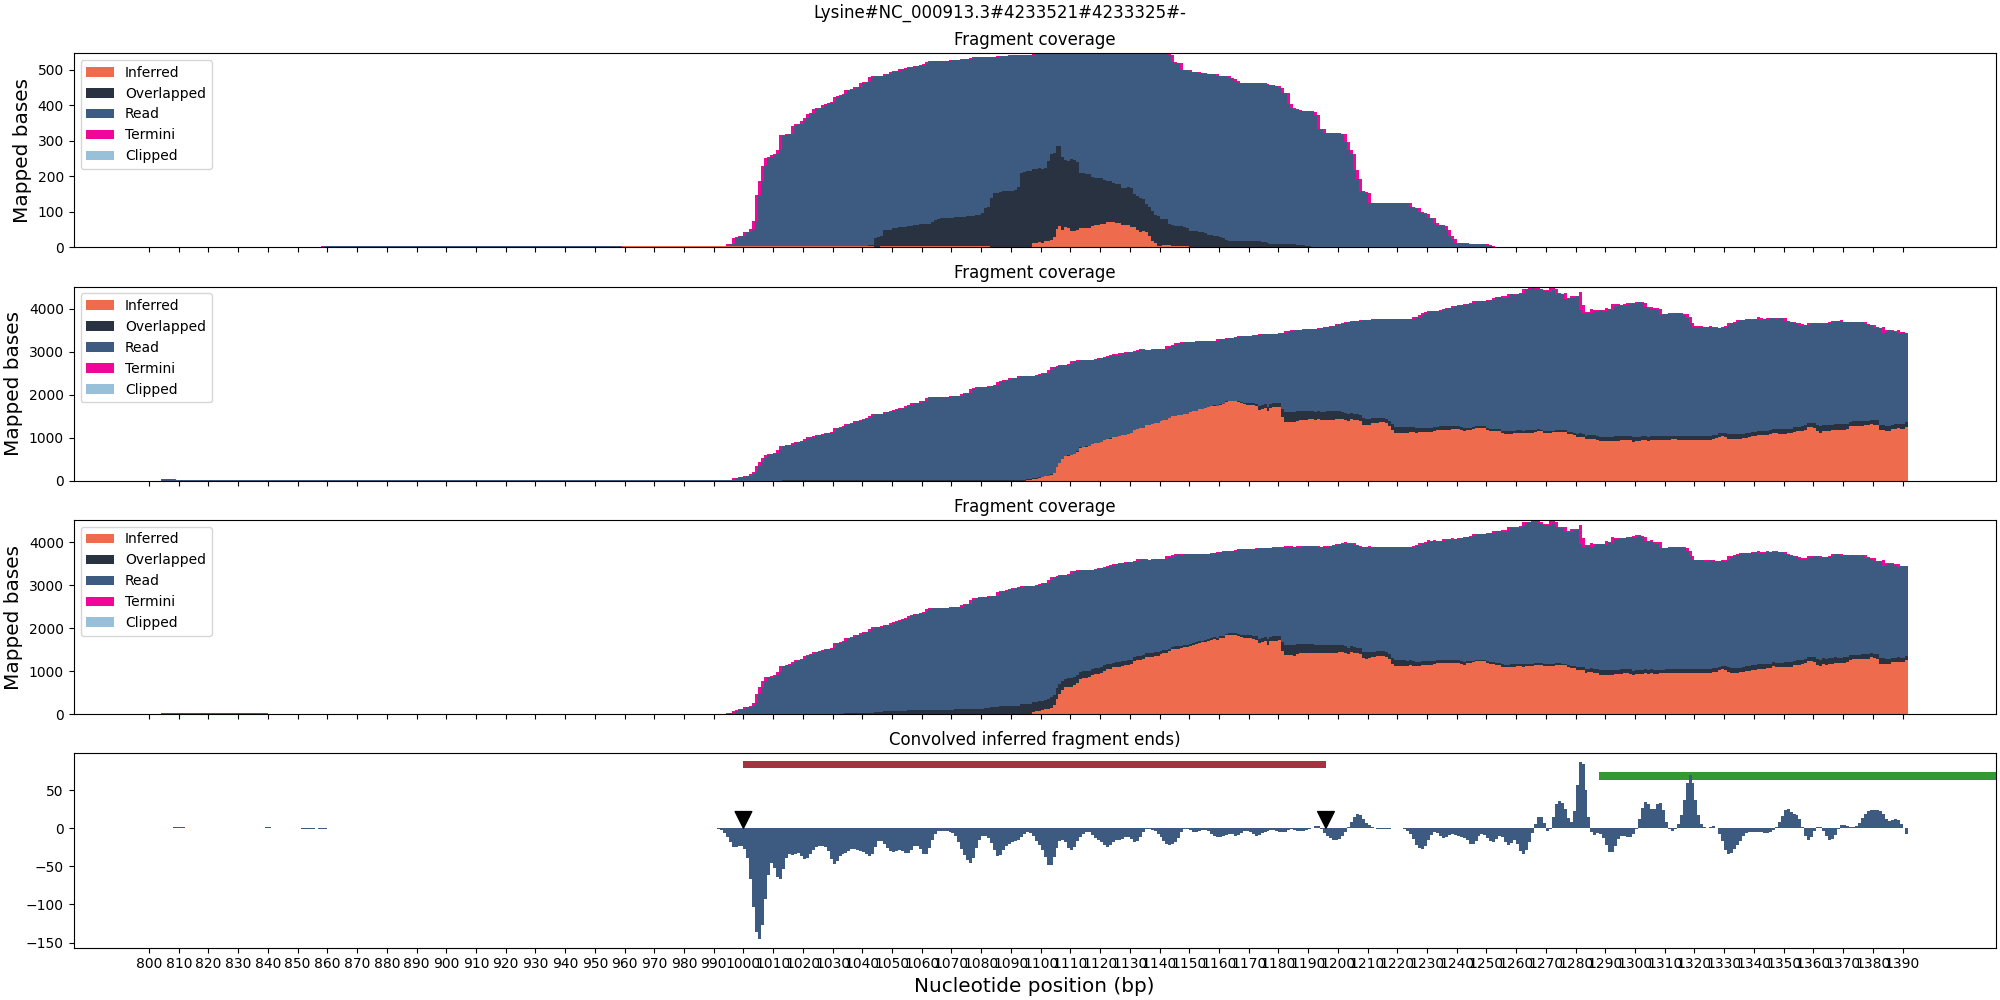 Lysine#NC_000913.3#4233521#4233325#-
Fragment coverage
Mapped bases
500
400
300
200
100
0
Inferred
Overlapped
Read
Termini
Clipped
Fragment coverage
Mapped bases
4000
3000
2000
1000
0
Inferred
Overlapped
Read
Termini
Clipped
Fragment coverage
Mapped bases
4000
3000
2000
1000
0
Inferred
Overlapped
Read
Termini
Clipped
Convolved inferred fragment ends)
50
0
−50
−100
−150
800 810 820 830 840 850 860 870 880 890 900 910 920 930 940 950 960 970 980 990 1000 1010 1020 1030 1040 1050 1060 1070 1080 1090 1100 1110 1120 1130 1140 1150 1160 1170 1180 1190 1200 1210 1220 1230 1240 1250 1260 1270 1280 1290 1300 1310 1320 1330 1340 1350 1360 1370 1380 1390
Nucleotide position (bp)